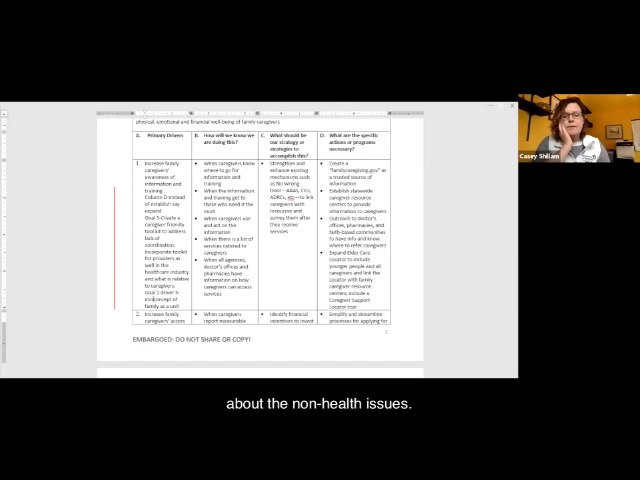 physical, emotional and financial well-being of family caregivers
A. Primary Drivers
B. How will we know we
are doing this?
C. What should be
our strategy or
strategies to
accomplish this?
D. What are the specific
actions or programs
necessary?
1. Increase family
caregivers'
awareness of
information and
training
Column D-instead
of establish say
expand
Goal 3-Create a
caregiver friendly
toolkit to address
lack of
coordination.
Incorporate toolkit
for providers as
well in the
healthcare industry
and what is relative
to caregivers.
Goal 1 driver 3-
concept of
family as a unit
• When caregivers know
where to go for
information and
training
• When the information
and training get to
those who need it the
most
• When caregivers use
and act on the
information
• When there is a list of
services catered to
caregivers
• When all agencies,
doctor's offices and
pharmacies have
information on how
caregivers can access
services
• Strengthen and
enhance existing
mechanisms such
as No Wrong
Door—AAAs, CILs,
ADRCs, etc—to link
caregivers with
resources and
survey them after
they receive
services
• Create a
"familycaregiving.gov" as
a trusted source of
information
• Establish statewide
caregiver resource
centers to provide
information to caregivers
• Outreach to doctor's
offices, pharmacies, and
faith-based communities
to have info and know
where to refer caregivers
• Expand Elder Care
Locator to include
younger people and all
caregivers and link the
Locator with family
caregiver resource
centers; include a
Caregiver Support
Locator tool
2. Increase family
caregivers' access
• When caregivers
report measurable
• Identify financial
incentives to invest
• Simplify and streamline
processes for applying for
1
EMBARGOED: DO NOT SHARE OR COPY!
Casey Shillam
about the non-health issues.